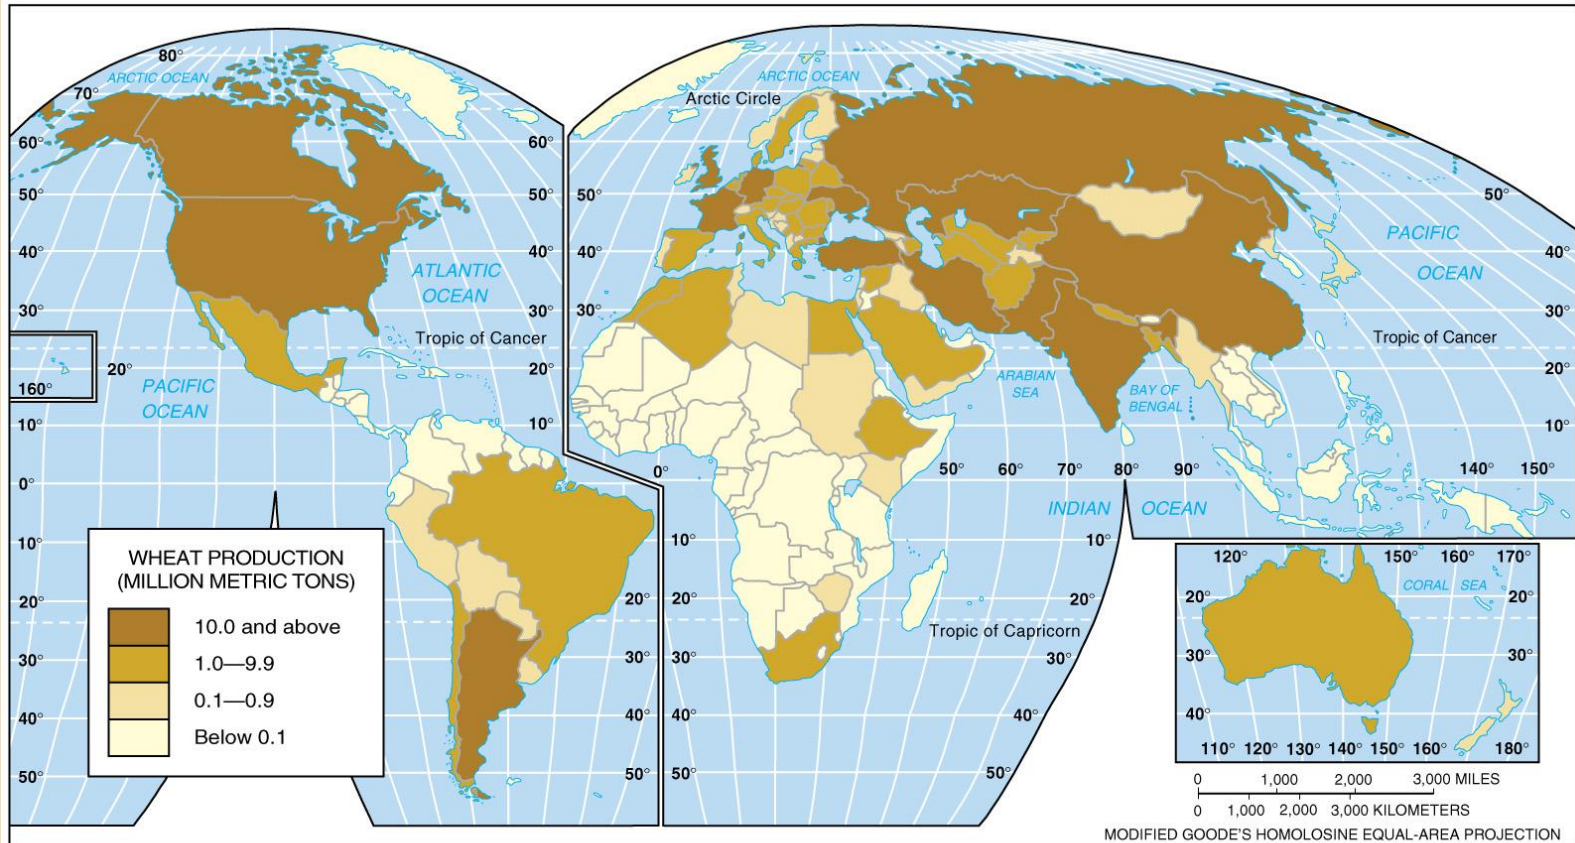 80°
ARCTIC OCEAN
70°
60°
60°
50°
50°
40°
40°
ATLANTIC
OCEAN
30°
30°
Tropic of Cancer
20°
20°
160°
PACIFIC
OCEAN
10°
10°
0°
10°
20°
20°
30°
30°
40°
40°
50°
50°
WHEAT PRODUCTION
(MILLION METRIC TONS)
10.0 and above
1.0—9.9
0.1—0.9
Below 0.1
ARCTIC OCEAN
Arctic Circle
50°
50°
40°
40°
PACIFIC
OCEAN
30°
30°
Tropic of Cancer
20°
20°
ARABIAN
SEA
BAY OF
BENGAL
10°
10°
0°
50°
60°
70°
80°
90°
140°
150°
INDIAN
OCEAN
10°
10°
20°
20°
Tropic of Capricorn
30°
30°
40°
40°
50°
50°
120°
150°
160°
170°
CORAL SEA
20°
20°
30°
30°
40°
110°
120°
130°
140°
150°
160°
180°
0 1,000 2,000 3,000 MILES
0 1,000 2,000 3,000 KILOMETERS
MODIFIED GOODE'S HOMOLOSINE EQUAL-AREA PROJECTION